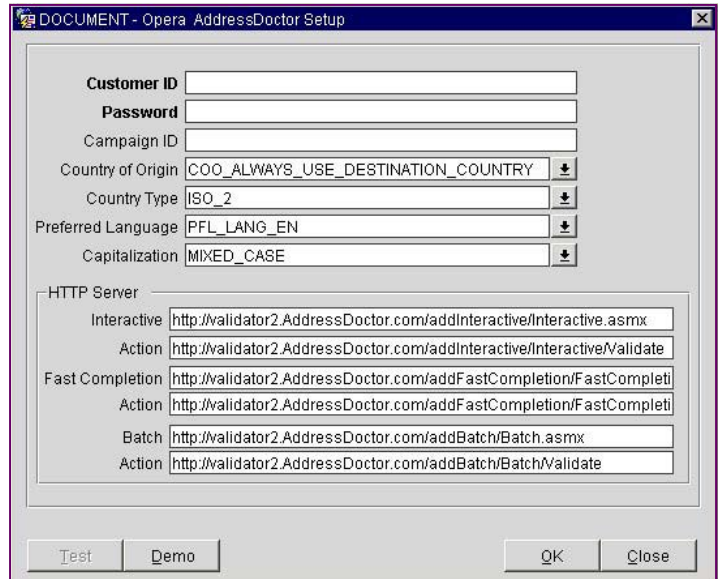 DOCUMENT - Opera AddressDoctor Setup
Customer ID
Password
Campaign ID
Country of Origin COO_ALWAYS_USE_DESTINATION_COUNTRY
Country Type ISO_2
Preferred Language PFL_LANG_EN
Capitalization MIXED_CASE
HTTP Server
Interactive http://validator2.AddressDoctor.com/addInteractive/Interactive.asmx
Action http://validator2.AddressDoctor.com/addInteractive/Interactive/Validate
Fast Completion http://validator2.AddressDoctor.com/addFastCompletion/FastCompleti
Action http://validator2.AddressDoctor.com/addFastCompletion/FastCompleti
Batch http://validator2.AddressDoctor.com/addBatch/Batch.asmx
Action http://validator2.AddressDoctor.com/addBatch/Batch/Validate
Test Demo OK Close